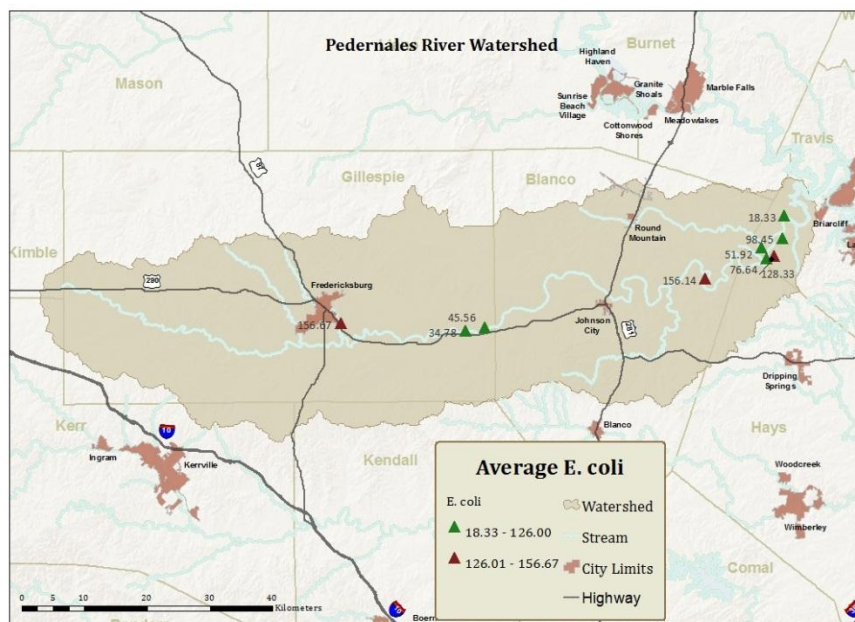 Pedernales River Watershed
Burnet
Mason
Highland
Haven
Granite
Shoals
Marble Falls
Sunrise
Beach
Village
Meadowlakes
Cottonwood
Shores
Travis
87
Gillespie
Blanco
18.33
Briarcliff
Round
Mountain
98.45
Kimble
51.92
La
290
76.64
128.33
Fredericksburg
156.14
156.67
45.56
34.78
Johnson
City
281
Dripping
Springs
Kerr
10
Blanco
Hays
Ingram
Kerrville
Kendall
Woodcreek
Wimberley
Comal
Average E. coli
E. coli
18.33 - 126.00
126.01 - 156.67
Watershed
Stream
City Limits
Highway
0 5 10 20 30 40
Kilometers
10
Boern